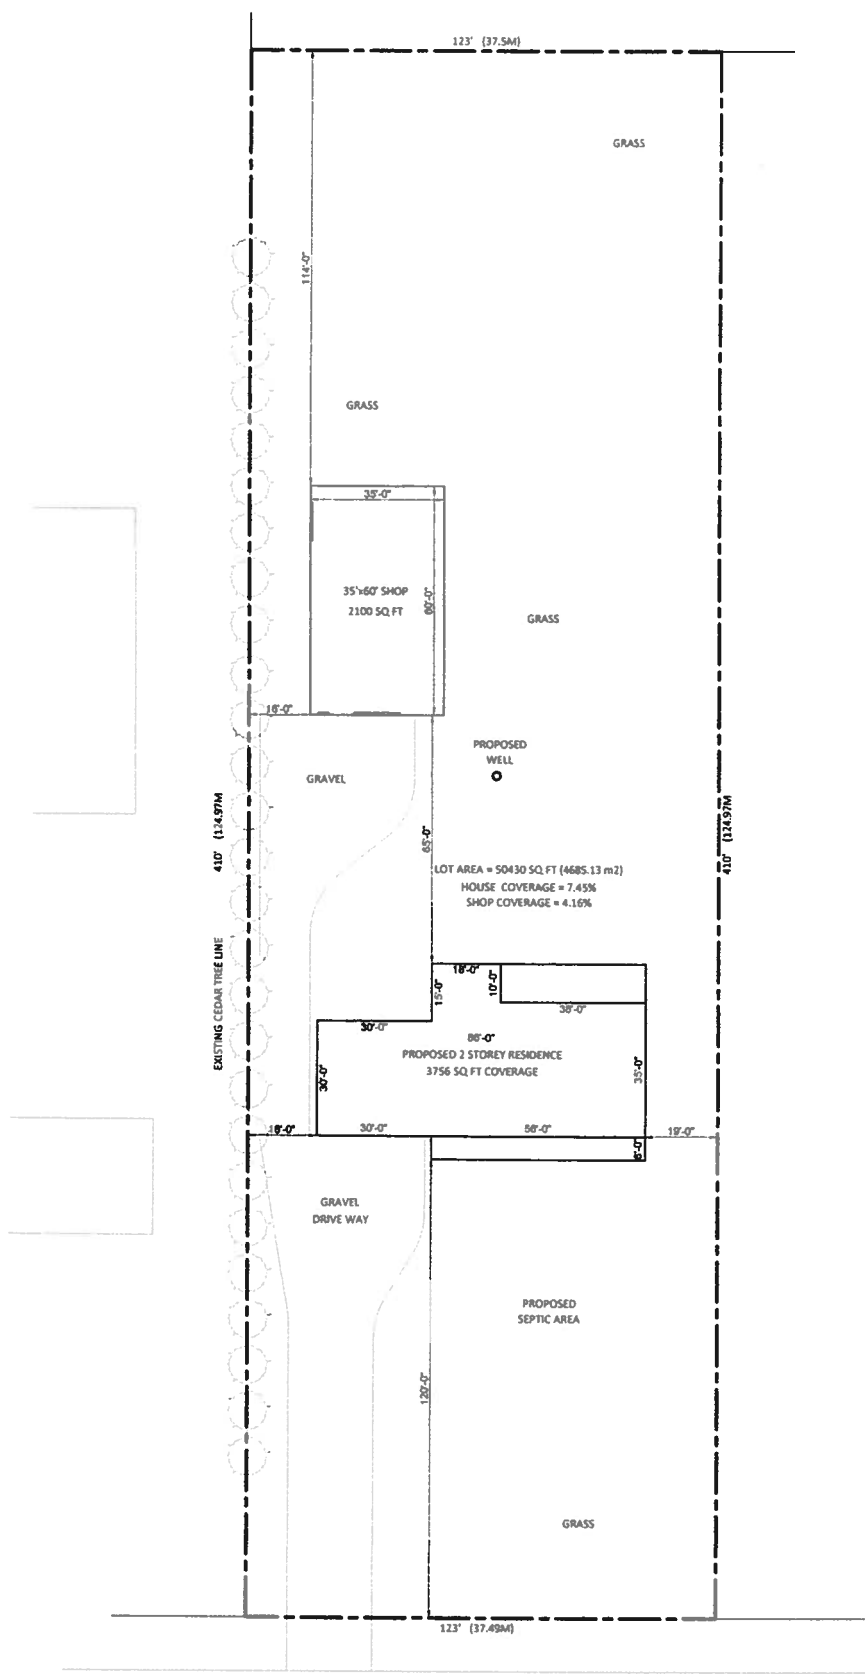 123' (37.5M)
GRASS
114'-0"
GRASS
35'-0"
35'x60' SHOP
2100 SQ FT
60'-0"
GRASS
16'-0"
PROPOSED
WELL
GRAVEL
410' (124.97M
410' (124.97M
65'-0"
LOT AREA = 50430 SQ FT (4685.13 m2)
HOUSE COVERAGE = 7.45%
SHOP COVERAGE = 4.16%
EXISTING CEDAR TREE LINE
18'-0"
10'-0"
15'-0"
38'-0"
30'-0"
86'-0"
PROPOSED 2 STOREY RESIDENCE
3756 SQ FT COVERAGE
30'-0"
35'-0"
18'-0"
30'-0"
56'-0"
19'-0"
6'-0"
GRAVEL
DRIVE WAY
PROPOSED
SEPTIC AREA
120'-0"
GRASS
123' (37.49M)